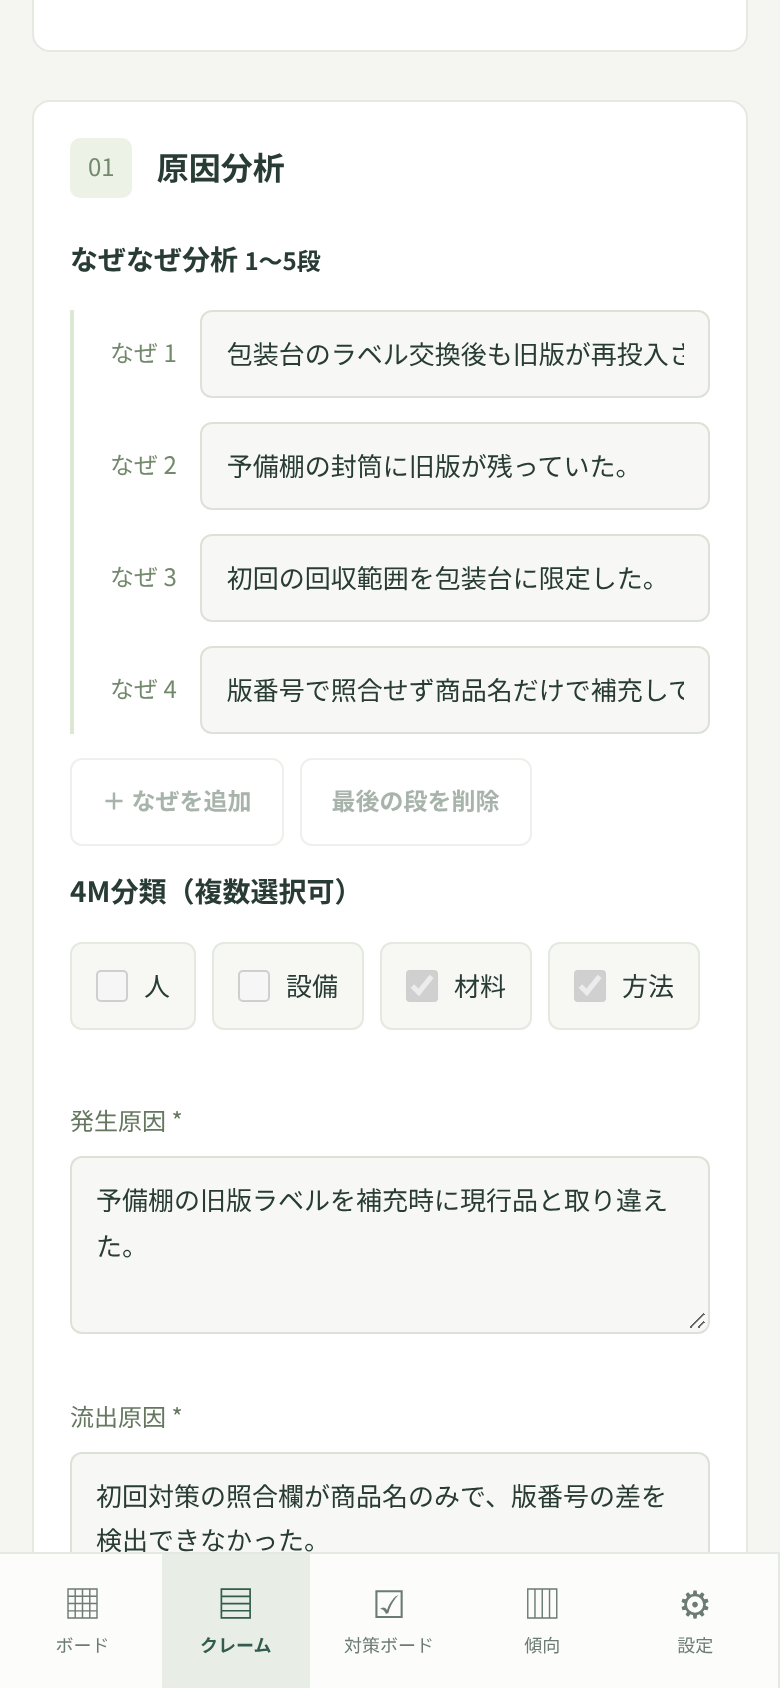 01 原因分析
なぜなぜ分析 1〜5段
なぜ 1 包装台のラベル交換後も旧版が再投入
なぜ 2 予備棚の封筒に旧版が残っていた。
なぜ 3 初回の回収範囲を包装台に限定した。
なぜ 4 版番号で照合せず商品名だけで補充して
＋ なぜを追加 最後の段を削除
4M分類（複数選択可）
人 設備 材料 方法
発生原因 *
予備棚の旧版ラベルを補充時に現行品と取り違え
た。
流出原因 *
初回対策の照合欄が商品名のみで、版番号の差を
検出できなかった。
ボード クレーム 対策ボード 傾向 設定